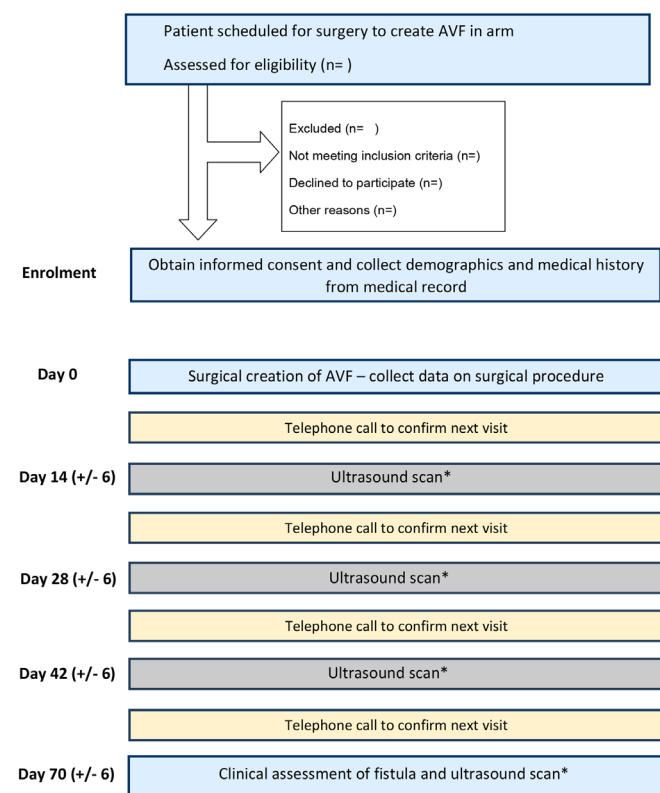 Patient scheduled for surgery to create AVF in arm
Assessed for eligibility (n= )
Excluded (n= )
Not meeting inclusion criteria (n=)
Declined to participate (n=)
Other reasons (n=)
Enrolment
Obtain informed consent and collect demographics and medical history
from medical record
Day 0
Surgical creation of AVF – collect data on surgical procedure
Telephone call to confirm next visit
Day 14 (+/- 6)
Ultrasound scan*
Telephone call to confirm next visit
Day 28 (+/- 6)
Ultrasound scan*
Telephone call to confirm next visit
Day 42 (+/- 6)
Ultrasound scan*
Telephone call to confirm next visit
Day 70 (+/- 6)
Clinical assessment of fistula and ultrasound scan*